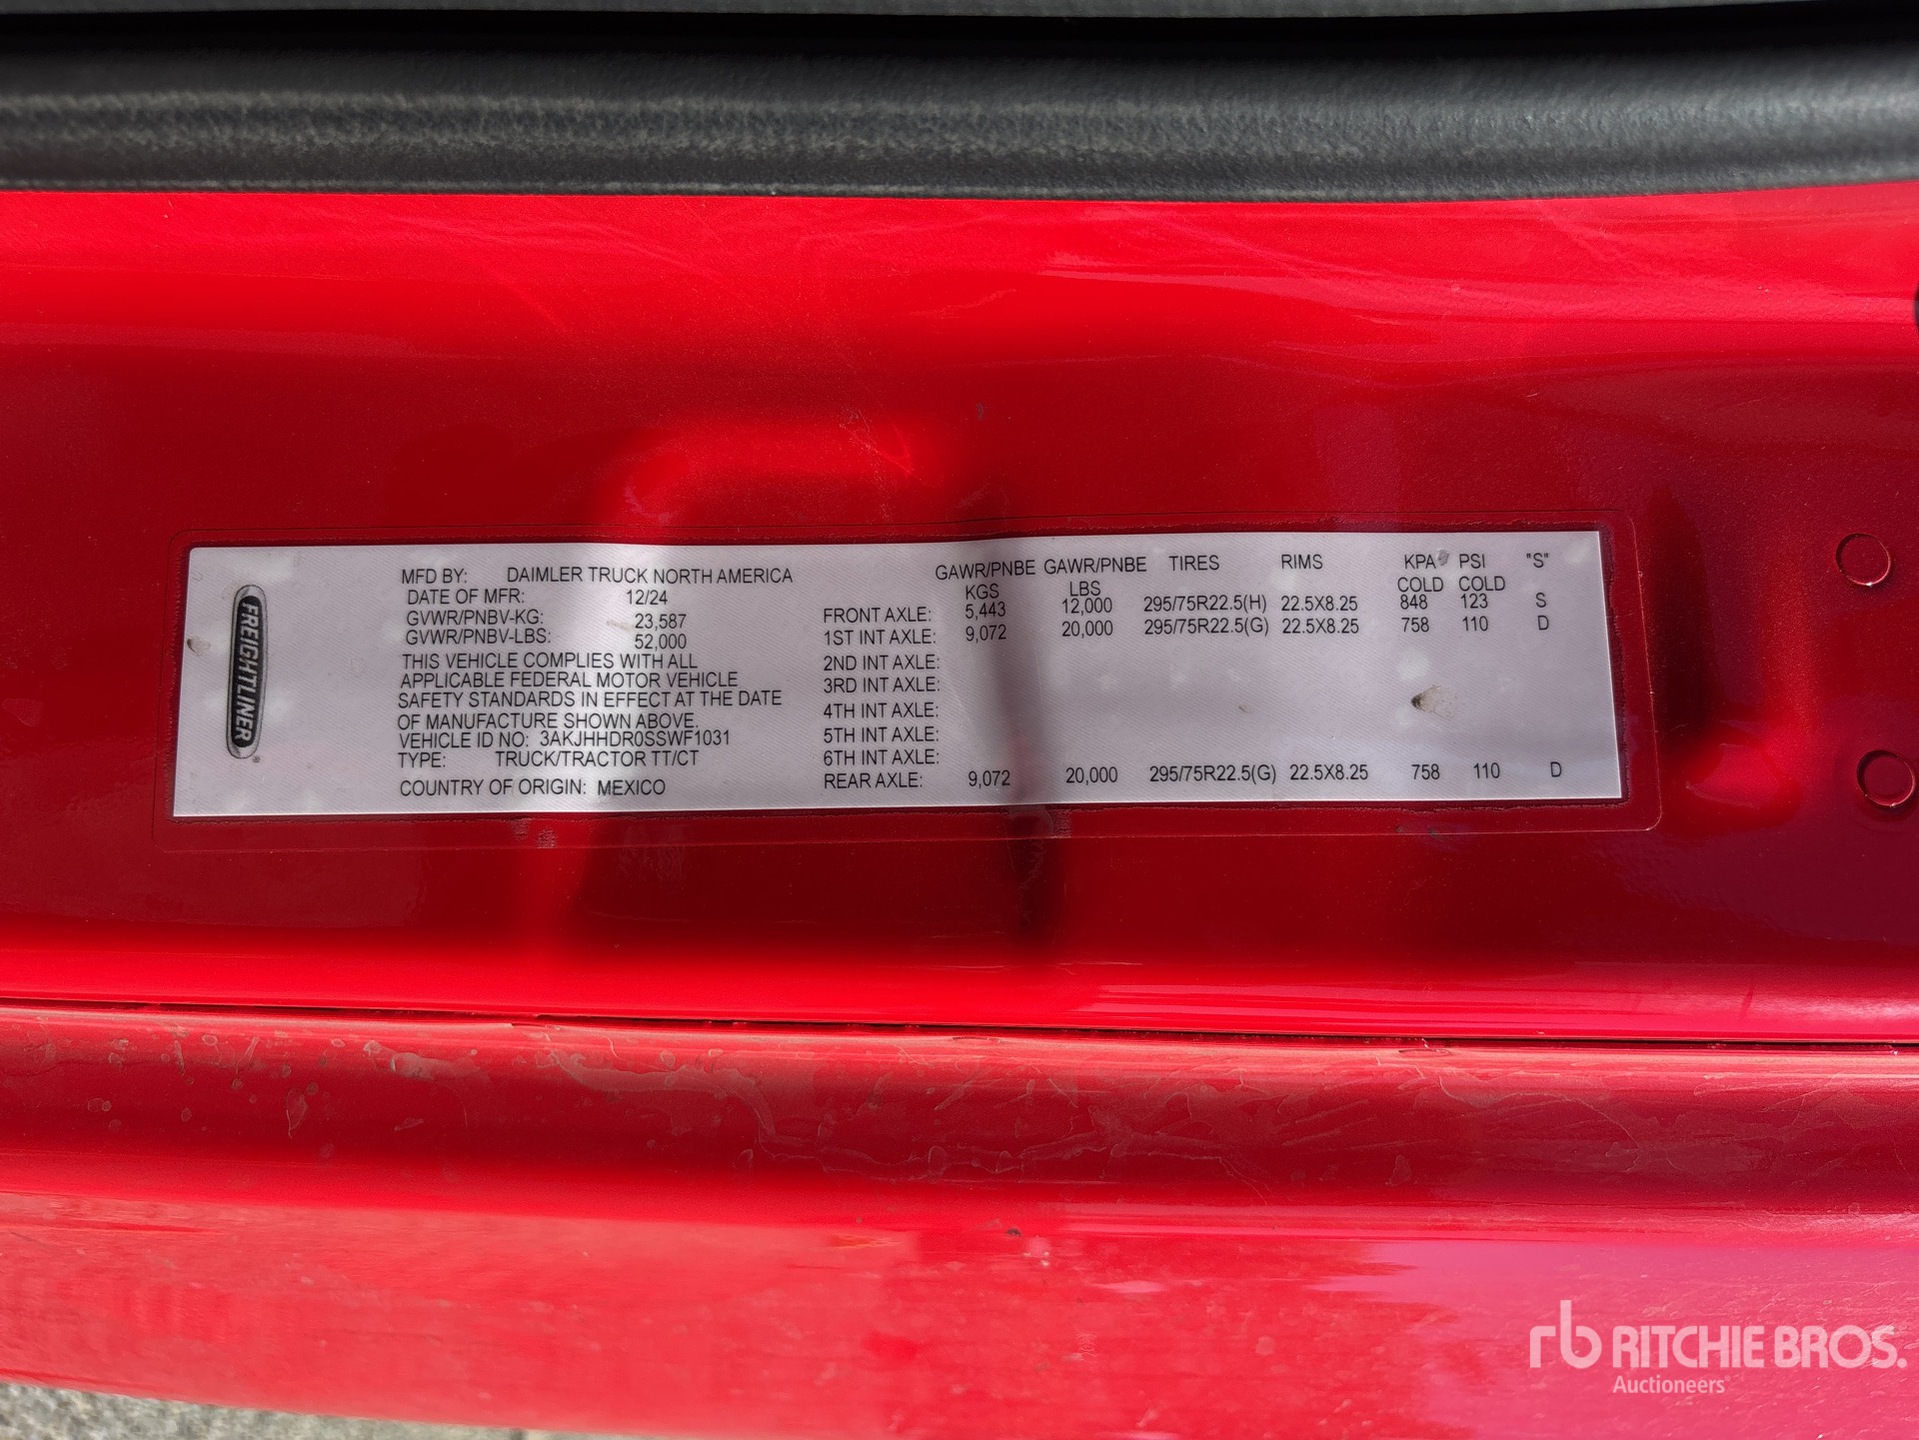 FREIGHTLINER
MFD BY: DAIMLER TRUCK NORTH AMERICA
DATE OF MFR: 12/24
GVWR/PNBV-KG: 23,587
GVWR/PNBV-LBS: 52,000
THIS VEHICLE COMPLIES WITH ALL
APPLICABLE FEDERAL MOTOR VEHICLE
SAFETY STANDARDS IN EFFECT AT THE DATE
OF MANUFACTURE SHOWN ABOVE.
VEHICLE ID NO: 3AKJHHDR0SSWF1031
TYPE: TRUCK/TRACTOR TT/CT
COUNTRY OF ORIGIN: MEXICO
GAWR/PNBE GAWR/PNBE TIRES RIMS KPA PSI "S"
KGS LBS COLD COLD
FRONT AXLE: 5,443 12,000 295/75R22.5(H) 22.5X8.25 848 123 S
1ST INT AXLE: 9,072 20,000 295/75R22.5(G) 22.5X8.25 758 110 D
2ND INT AXLE:
3RD INT AXLE:
4TH INT AXLE:
5TH INT AXLE:
6TH INT AXLE:
REAR AXLE: 9,072 20,000 295/75R22.5(G) 22.5X8.25 758 110 D
rb RITCHIE BROS.
Auctioneers